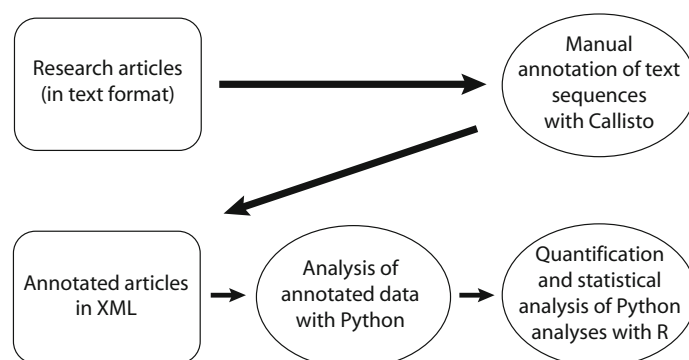 Research articles
(in text format)
Manual
annotation of text
sequences
with Callisto
Annotated articles
in XML
Analysis of
annotated data
with Python
Quantification
and statistical
analysis of Python
analyses with R